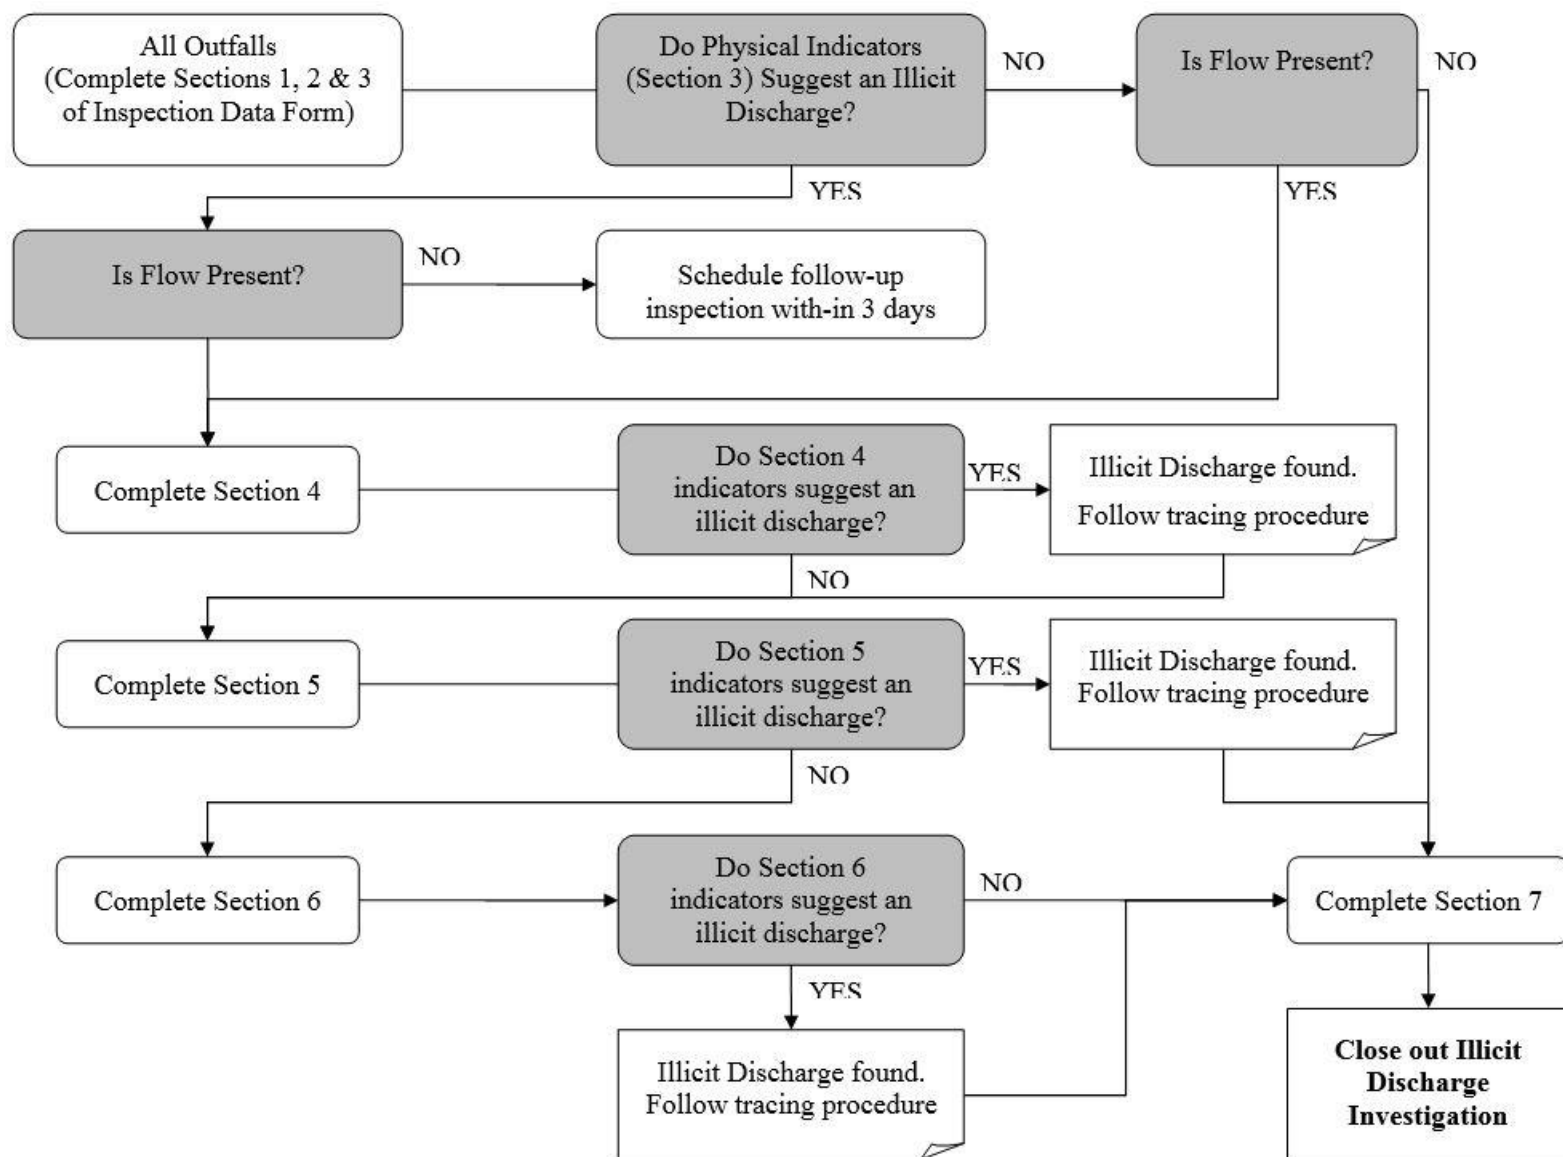 All Outfalls
(Complete Sections 1, 2 & 3
of Inspection Data Form)
Do Physical Indicators
(Section 3) Suggest an Illicit
Discharge?
NO
Is Flow Present?
NO
YES
YES
Is Flow Present?
NO
Schedule follow-up
inspection with-in 3 days
Complete Section 4
Do Section 4
indicators suggest an
illicit discharge?
YES
Illicit Discharge found.
Follow tracing procedure
NO
Complete Section 5
Do Section 5
indicators suggest an
illicit discharge?
YES
Illicit Discharge found.
Follow tracing procedure
NO
Complete Section 6
Do Section 6
indicators suggest an
illicit discharge?
NO
Complete Section 7
YES
Illicit Discharge found.
Follow tracing procedure
Close out Illicit
Discharge
Investigation